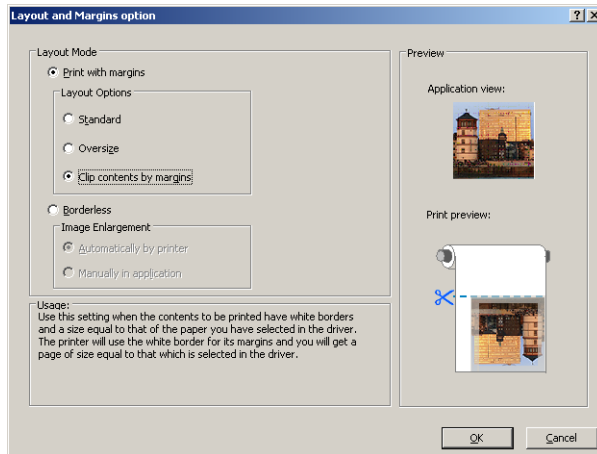 Layout and Margins option
Layout Mode
Print with margins
Layout Options
Standard
Oversize
Clip contents by margins
Borderless
Image Enlargement
Automatically by printer
Manually in application
Usage:
Use this setting when the contents to be printed have white borders
and a size equal to that of the paper you have selected in the driver.
The printer will use the white border for its margins and you will get a
page of size equal to that which is selected in the driver.
Preview
Application view:
Print preview:
OK
Cancel